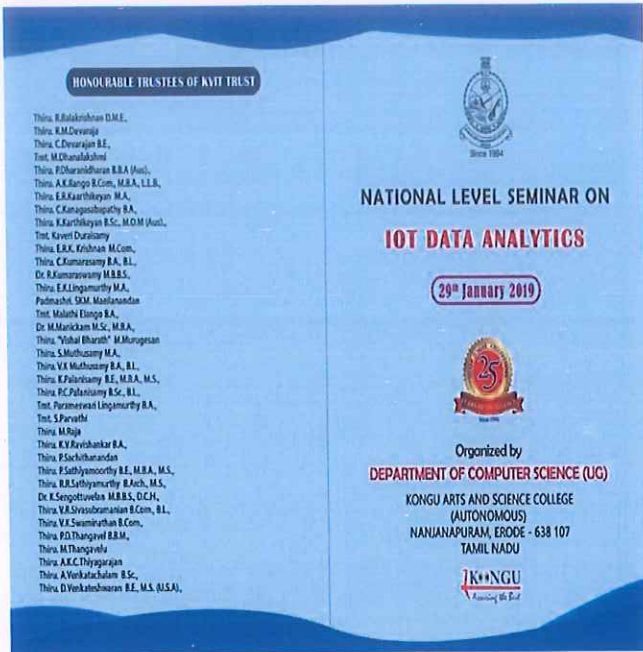 HONOURABLE TRUSTEES OF KVIT TRUST
Thiru. R.Balakrishnan D.M.E.,
Thiru. R.M.Devaraja
Thiru. C.Devarajan B.E.,
Tmt. M.Dhanalakshmi
Thiru. P.Dharanidharan B.B.A (Aus).,
Thiru. A.K.Ilango B.Com., M.B.A., L.L.B.,
Thiru. E.R.Kaarthikeyan M.A.,
Thiru. C.Kanagasabapathy B.A.,
Thiru. K.Karthikeyan B.Sc., M.O.M (Aus).,
Tmt. Kaveri Duraisamy
Thiru. E.R.K. Krishnan M.Com.,
Thiru. C.Kumarasamy B.A., B.L.,
Dr. R.Kumaraswamy M.B.B.S.,
Thiru. E.K.Lingamurthy M.A.,
Padmashri. SKM. Maeilanandan
Tmt. Malathi Elango B.A.,
Dr. M.Manickam M.Sc., M.B.A.,
Thiru. "Vishal Bharath" M.Murugesan
Thiru. S.Muthusamy M.A.,
Thiru. V.K Muthusamy B.A., B.L.,
Thiru. K.Palanisamy B.E., M.B.A., M.S.,
Thiru. P.C.Palanisamy B.Sc., B.L.,
Tmt. Parameswari Lingamurthy B.A.,
Tmt. S.Parvathi
Thiru. M.Raja
Thiru. K.V.Ravishankar B.A.,
Thiru. P.Sachithanandan
Thiru. P.Sathiyamoorthy B.E., M.B.A., M.S.,
Thiru. R.R.Sathiyamurthy B.Arch., M.S.,
Dr. K.Sengottuvelan M.B.B.S., D.C.H.,
Thiru. V.R.Sivasubramanian B.Com., B.L.,
Thiru. V.K.Swaminathan B.Com.,
Thiru. P.D.Thangavel B.B.M.,
Thiru. M.Thangavelu
Thiru. A.K.C.Thiyagarajan
Thiru. A.Venkatachalam B.Sc.,
Thiru. D.Venkateshwaran B.E., M.S. (U.S.A).,
Since 1994
NATIONAL LEVEL SEMINAR ON
IOT DATA ANALYTICS
29th January 2019
25
Organized by
DEPARTMENT OF COMPUTER SCIENCE (UG)
KONGU ARTS AND SCIENCE COLLEGE
(AUTONOMOUS)
NANJANAPURAM, ERODE - 638 107
TAMIL NADU
KONGU
Assuring the Best